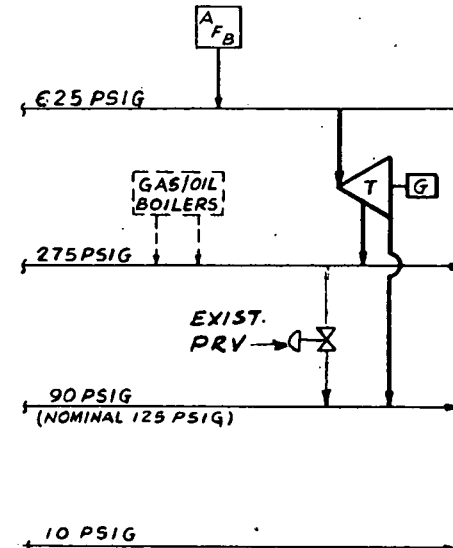 A
F
B
625 PSIG
GAS/OIL
BOILERS
T
G
275 PSIG
EXIST.
PRV
90 PSIG
(NOMINAL 125 PSIG)
10 PSIG